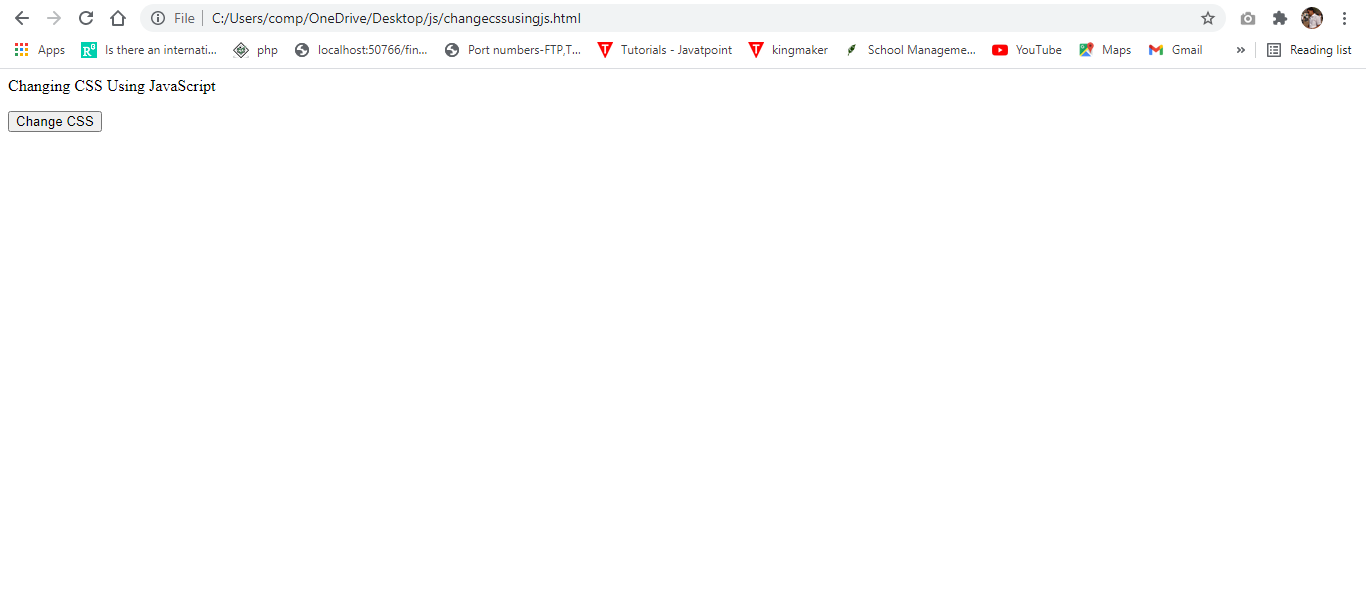 File C:/Users/comp/OneDrive/Desktop/js/changecssusingjs.html
Apps Is there an internati... php localhost:50766/fin... Port numbers-FTP,T... Tutorials - Javatpoint kingmaker School Manageme... YouTube Maps Gmail » Reading list
Changing CSS Using JavaScript
Change CSS